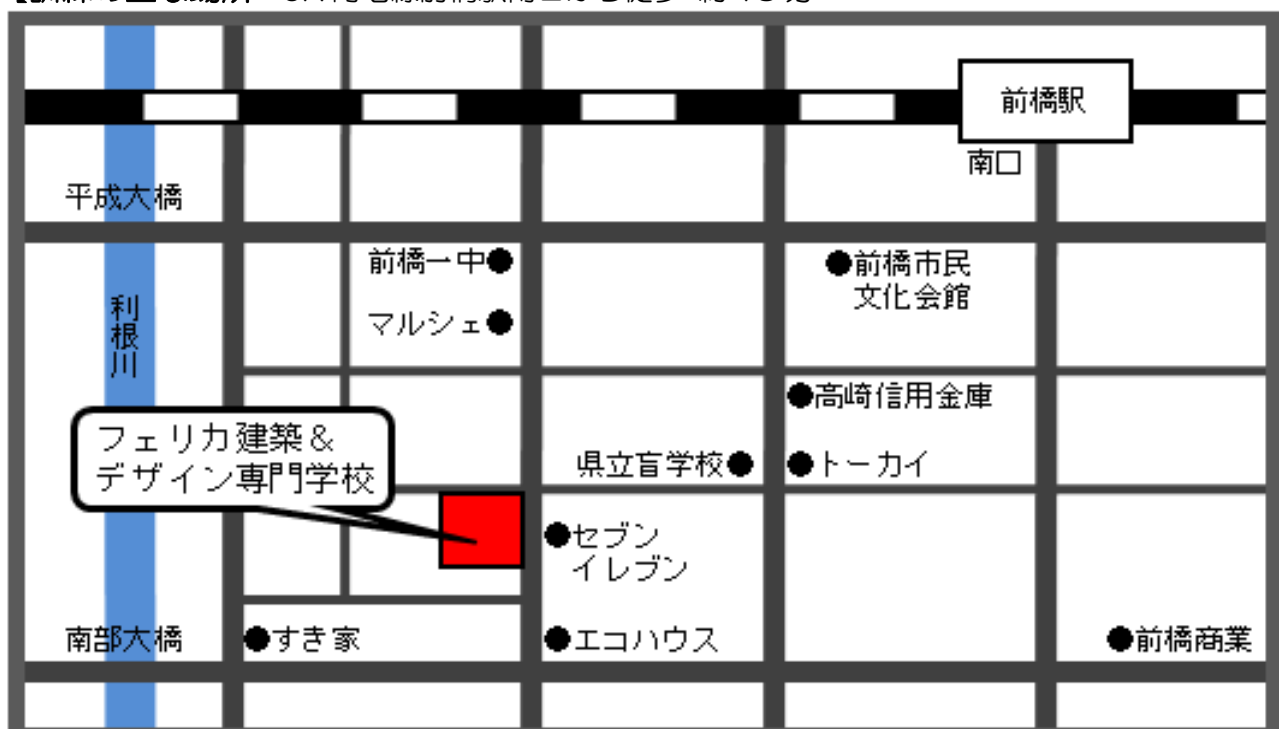 前橋駅
南口
平成大橋
前橋一中●
●前橋市民
文化会館
利根川
マルシェ●
●高崎信用金庫
フェリカ建築&
デザイン専門学校
県立盲学校●
●トーカイ
●セブン
イレブン
南部大橋
●すき家
●エコハウス
●前橋商業